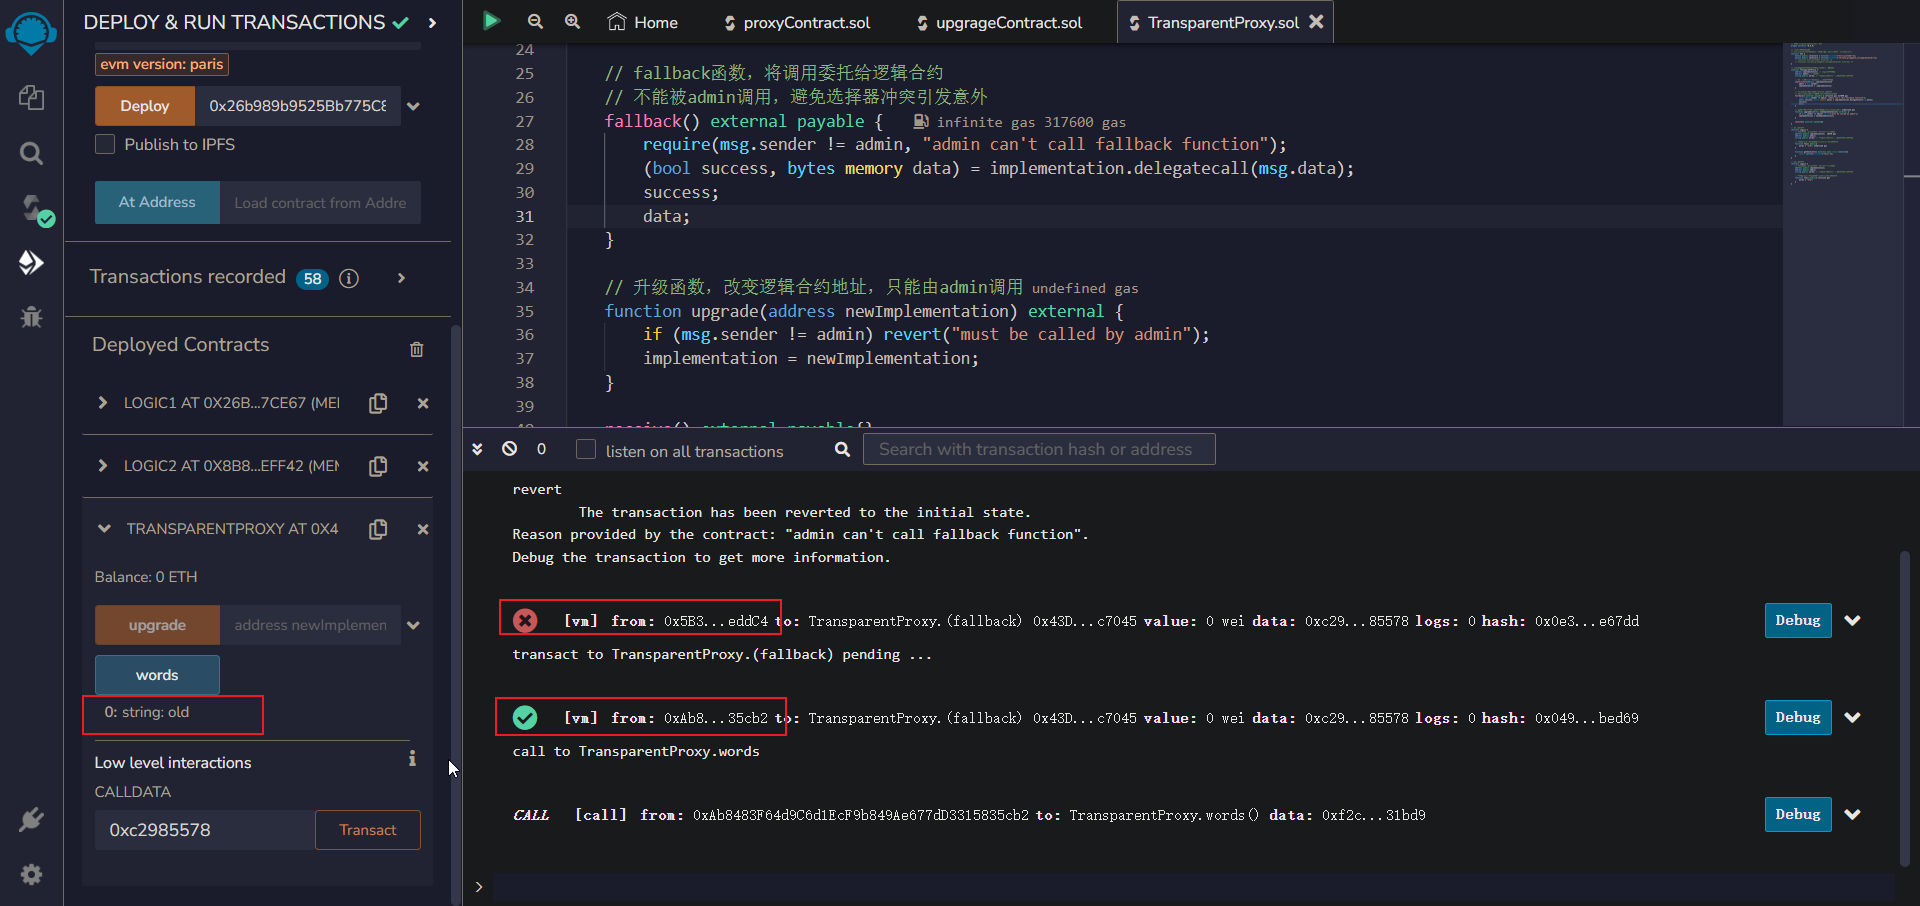 DEPLOY & RUN TRANSACTIONS
evm version: paris
Deploy 0x26b989b9525Bb775C8
Publish to IPFS
At Address Load contract from Addre
Transactions recorded 58
Deployed Contracts
LOGIC1 AT 0X26B...7CE67 (MEI
LOGIC2 AT 0X8B8...EFF42 (MEN
TRANSPARENTPROXY AT 0X4
Balance: 0 ETH
upgrade address newImplemen
words
0: string: old
Low level interactions
CALLDATA
0xc2985578 Transact
Home proxyContract.sol upgrageContract.sol TransparentProxy.sol
24
25 // fallback函数，将调用委托给逻辑合约
26 // 不能被admin调用，避免选择器冲突引发意外
27 fallback() external payable { infinite gas 317600 gas
28 require(msg.sender != admin, "admin can't call fallback function");
29 (bool success, bytes memory data) = implementation.delegatecall(msg.data);
30 success;
31 data;
32 }
33
34 // 升级函数，改变逻辑合约地址，只能由admin调用 undefined gas
35 function upgrade(address newImplementation) external {
36 if (msg.sender != admin) revert("must be called by admin");
37 implementation = newImplementation;
38 }
39
40 receive() external payable{}
0 listen on all transactions Search with transaction hash or address
revert
The transaction has been reverted to the initial state.
Reason provided by the contract: "admin can't call fallback function".
Debug the transaction to get more information.
[vm] from: 0x5B3...eddC4 to: TransparentProxy.(fallback) 0x43D...c7045 value: 0 wei data: 0xc29...85578 logs: 0 hash: 0x0e3...e67dd Debug
transact to TransparentProxy.(fallback) pending ...
[vm] from: 0xAb8...35cb2 to: TransparentProxy.(fallback) 0x43D...c7045 value: 0 wei data: 0xc29...85578 logs: 0 hash: 0x049...bed69 Debug
call to TransparentProxy.words
CALL [call] from: 0xAb8483F64d9C6d1EcF9b849Ae677dD3315835cb2 to: TransparentProxy.words() data: 0xf2c...31bd9 Debug
>